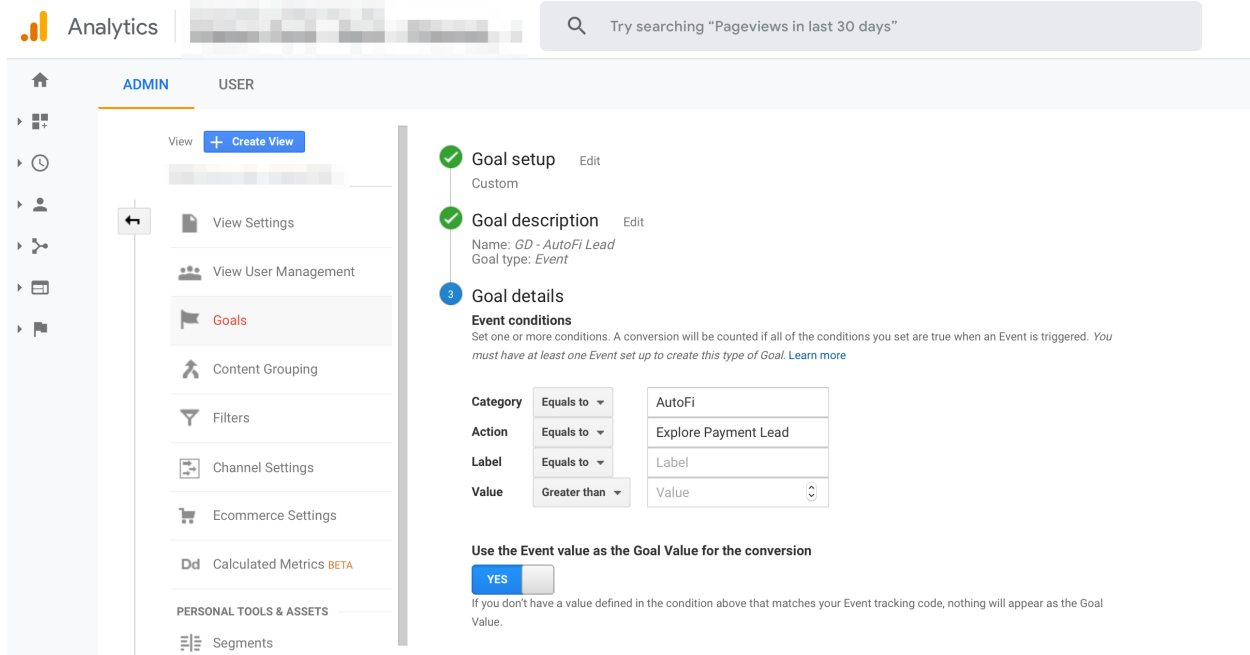 Analytics
Try searching “Pageviews in last 30 days”
ADMIN USER
View + Create View
View Settings
View User Management
Goals
Content Grouping
Filters
Channel Settings
Ecommerce Settings
Dd Calculated Metrics BETA
PERSONAL TOOLS & ASSETS
Segments
Goal setup Edit
Custom
Goal description Edit
Name: GD - AutoFi Lead
Goal type: Event
3 Goal details
Event conditions
Set one or more conditions. A conversion will be counted if all of the conditions you set are true when an Event is triggered. You
must have at least one Event set up to create this type of Goal. Learn more
Category Equals to AutoFi
Action Equals to Explore Payment Lead
Label Equals to Label
Value Greater than Value
Use the Event value as the Goal Value for the conversion
YES
If you don't have a value defined in the condition above that matches your Event tracking code, nothing will appear as the Goal
Value.